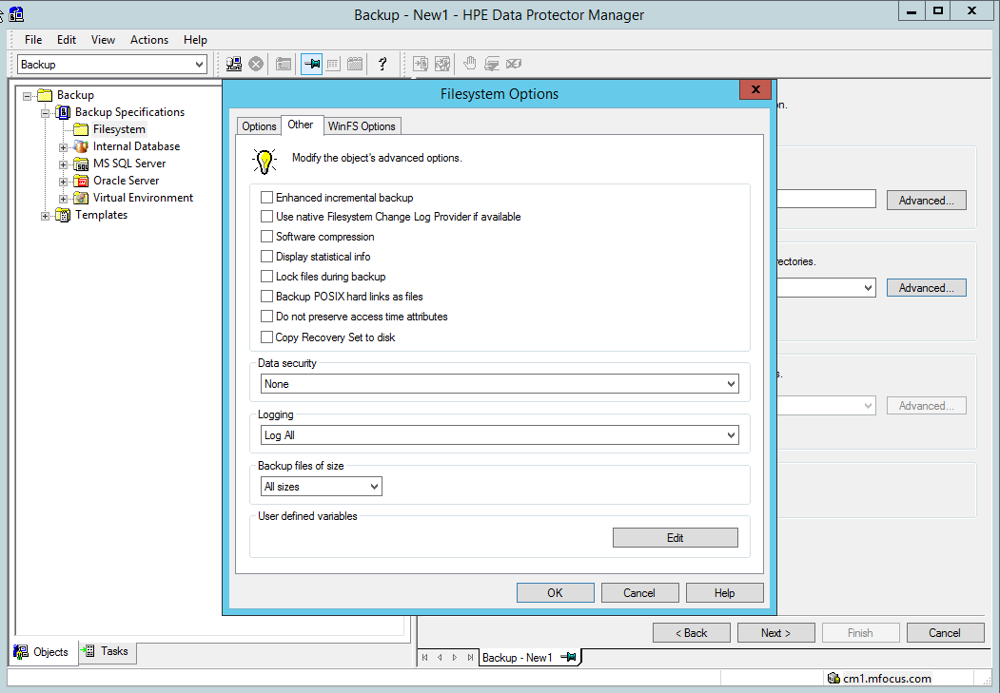 Backup - New1 - HPE Data Protector Manager
File Edit View Actions Help
Backup
?
Backup
Backup Specifications
Filesystem
Internal Database
MS SQL Server
Oracle Server
Virtual Environment
Templates
Filesystem Options
Options Other WinFS Options
Modify the object's advanced options.
Enhanced incremental backup
Use native Filesystem Change Log Provider if available
Software compression
Display statistical info
Lock files during backup
Backup POSIX hard links as files
Do not preserve access time attributes
Copy Recovery Set to disk
Data security
None
Logging
Log All
Backup files of size
All sizes
User defined variables
Edit
OK Cancel Help
on.
Advanced...
rectories.
Advanced...
s.
Advanced...
< Back Next > Finish Cancel
Objects Tasks
Backup - New1
cm1.mfocus.com